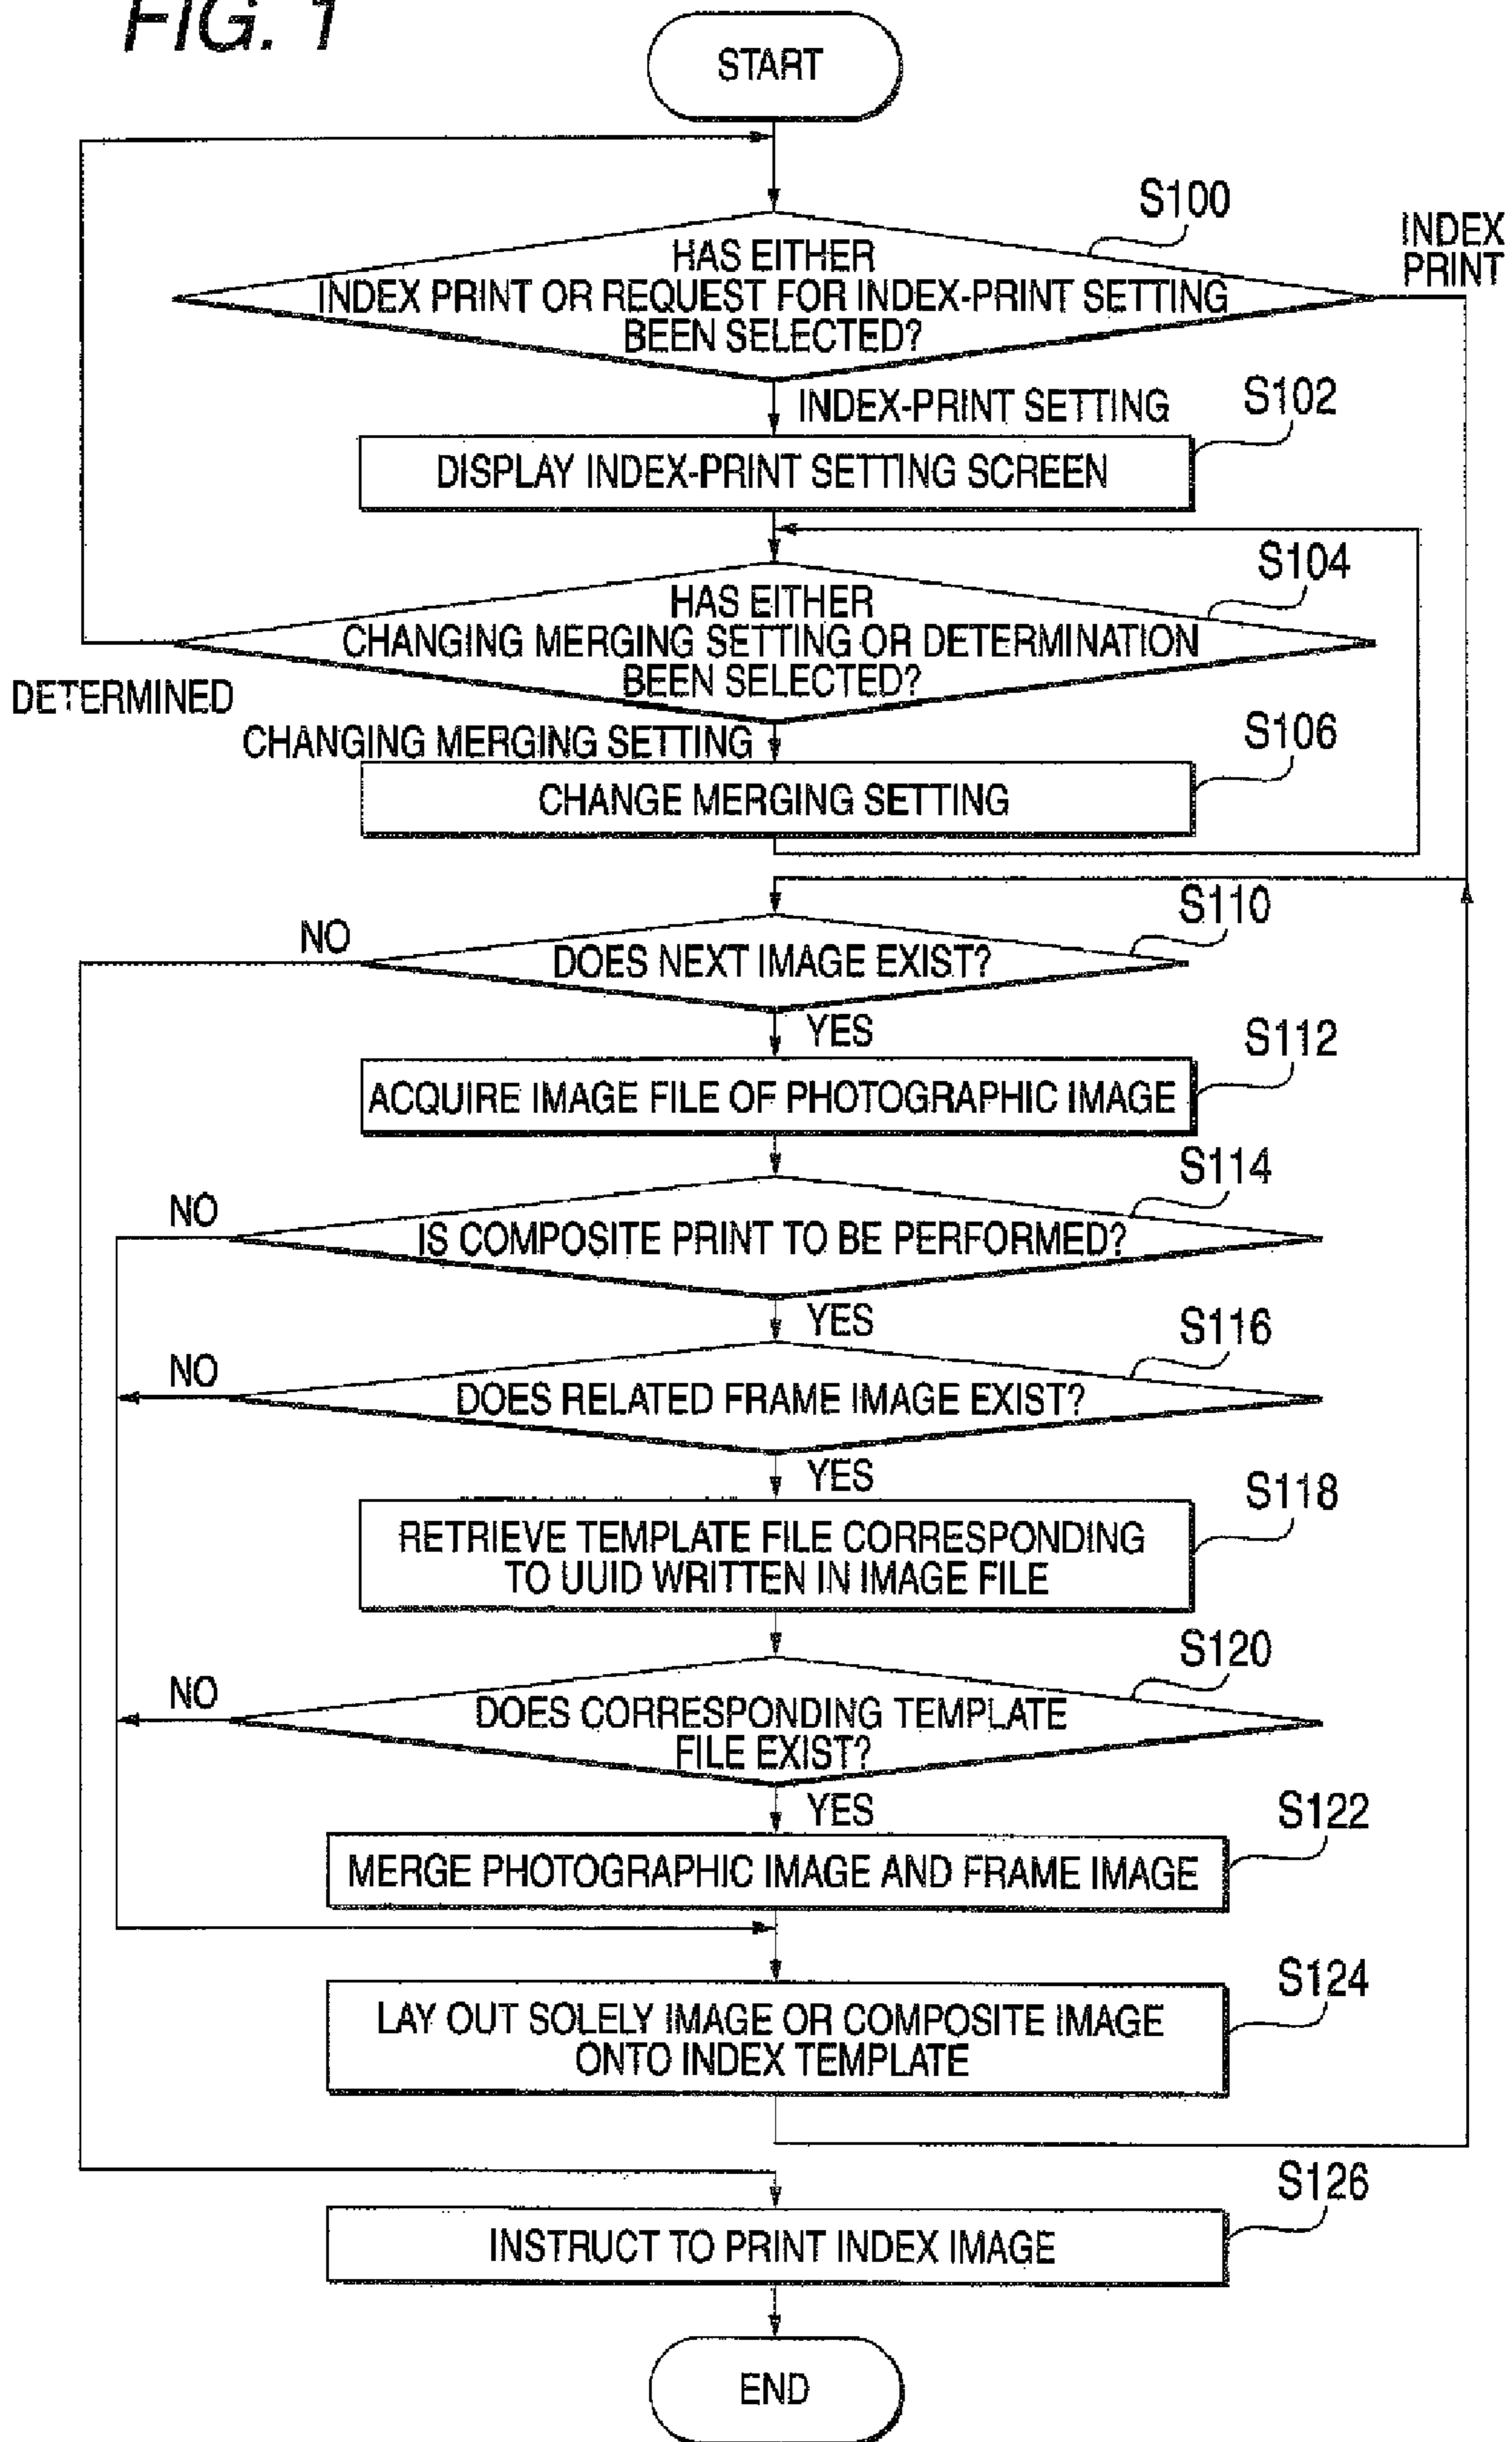 FIG. 1
START
S100
INDEX
PRINT
HAS EITHER
INDEX PRINT OR REQUEST FOR INDEX-PRINT SETTING
BEEN SELECTED?
INDEX-PRINT SETTING
S102
DISPLAY INDEX-PRINT SETTING SCREEN
S104
HAS EITHER
CHANGING MERGING SETTING OR DETERMINATION
BEEN SELECTED?
DETERMINED
CHANGING MERGING SETTING
S106
CHANGE MERGING SETTING
S110
NO
DOES NEXT IMAGE EXIST?
YES
S112
ACQUIRE IMAGE FILE OF PHOTOGRAPHIC IMAGE
S114
NO
IS COMPOSITE PRINT TO BE PERFORMED?
YES
S116
NO
DOES RELATED FRAME IMAGE EXIST?
YES
S118
RETRIEVE TEMPLATE FILE CORRESPONDING
TO UUID WRITTEN IN IMAGE FILE
S120
NO
DOES CORRESPONDING TEMPLATE
FILE EXIST?
YES
S122
MERGE PHOTOGRAPHIC IMAGE AND FRAME IMAGE
S124
LAY OUT SOLELY IMAGE OR COMPOSITE IMAGE
ONTO INDEX TEMPLATE
S126
INSTRUCT TO PRINT INDEX IMAGE
END